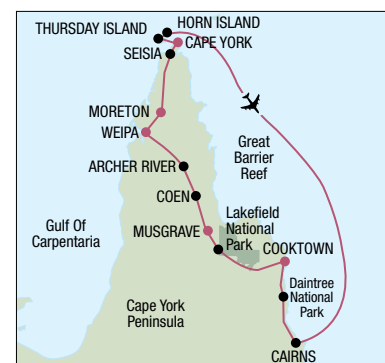 HORN ISLAND
THURSDAY ISLAND
CAPE YORK
SEISIA
MORETON
WEIPA
Great
Barrier
Reef
ARCHER RIVER
COEN
Lakefield
National
Park
MUSGRAVE
Gulf Of
Carpentaria
COOKTOWN
Daintree
National
Park
Cape York
Peninsula
CAIRNS